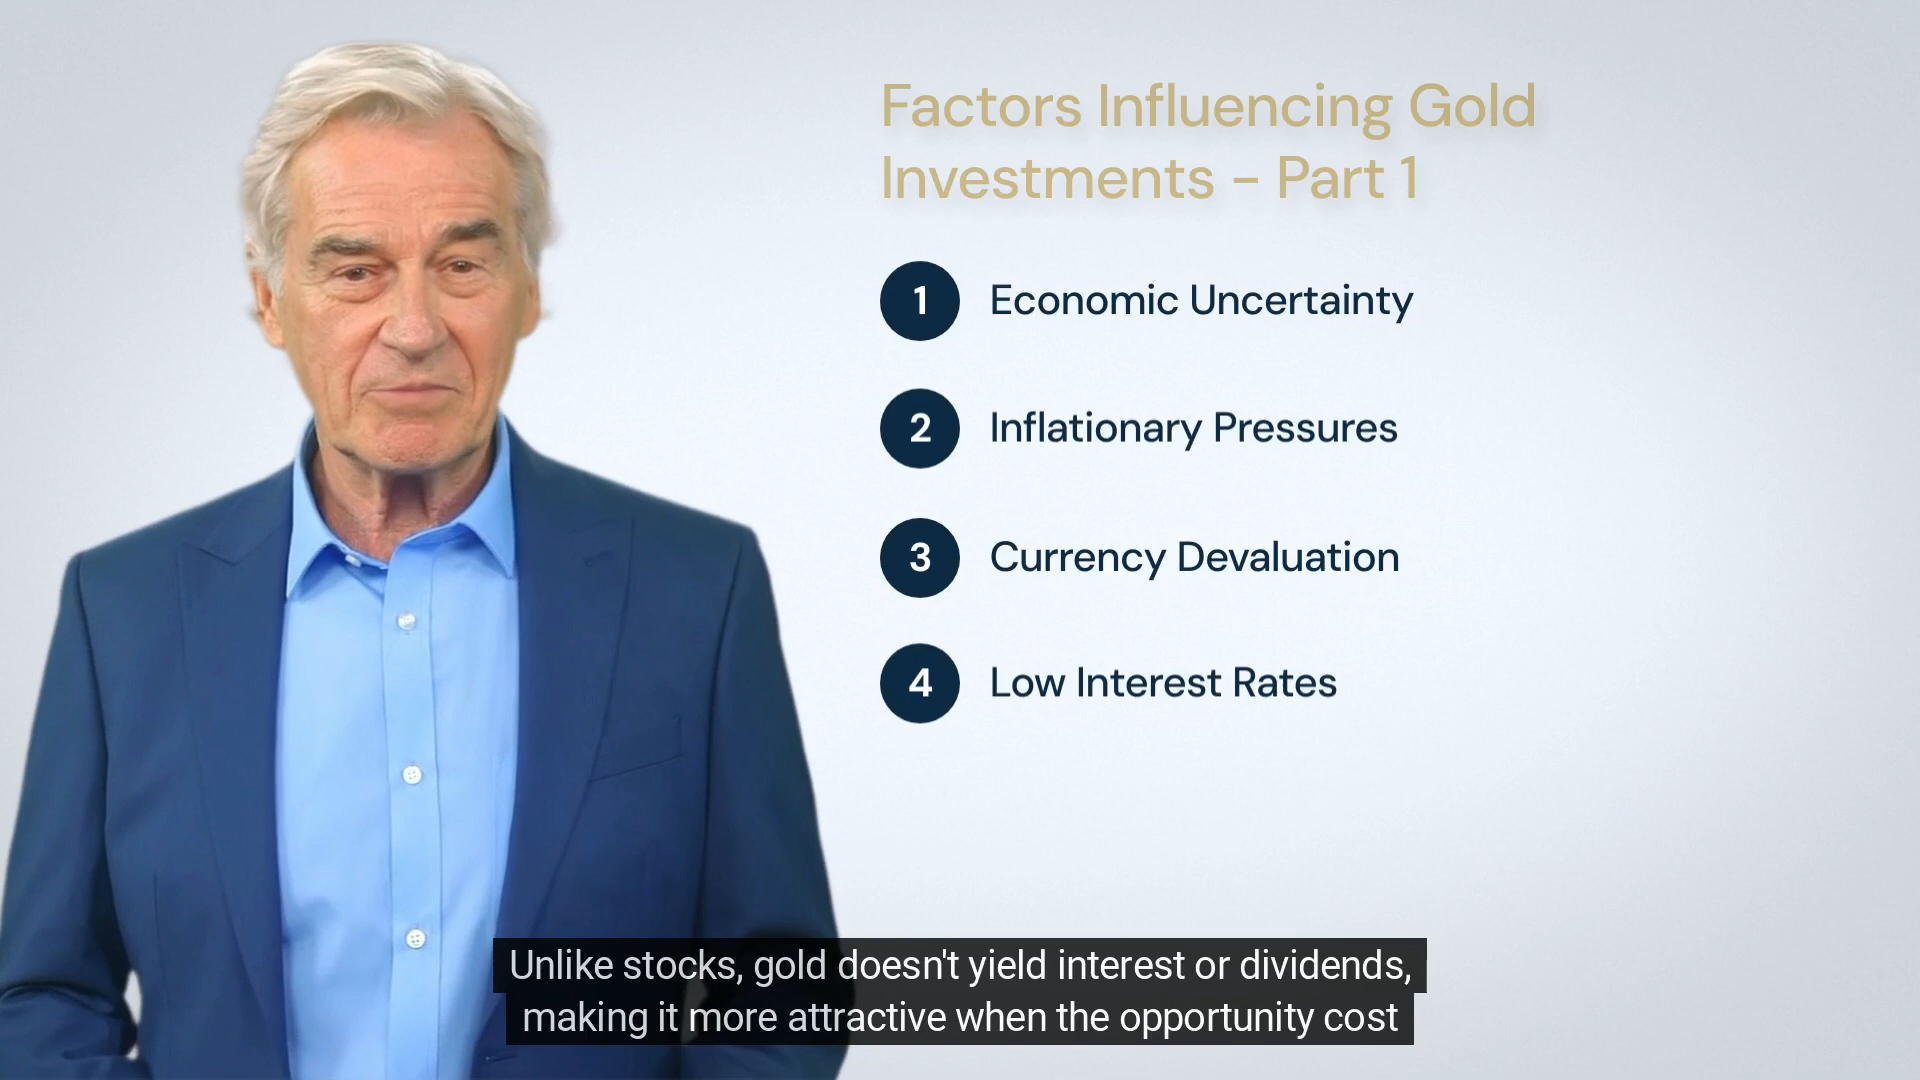 Factors Influencing Gold
Investments – Part 1
1 Economic Uncertainty
2 Inflationary Pressures
3 Currency Devaluation
4 Low Interest Rates
Unlike stocks, gold doesn't yield interest or dividends,
making it more attractive when the opportunity cost